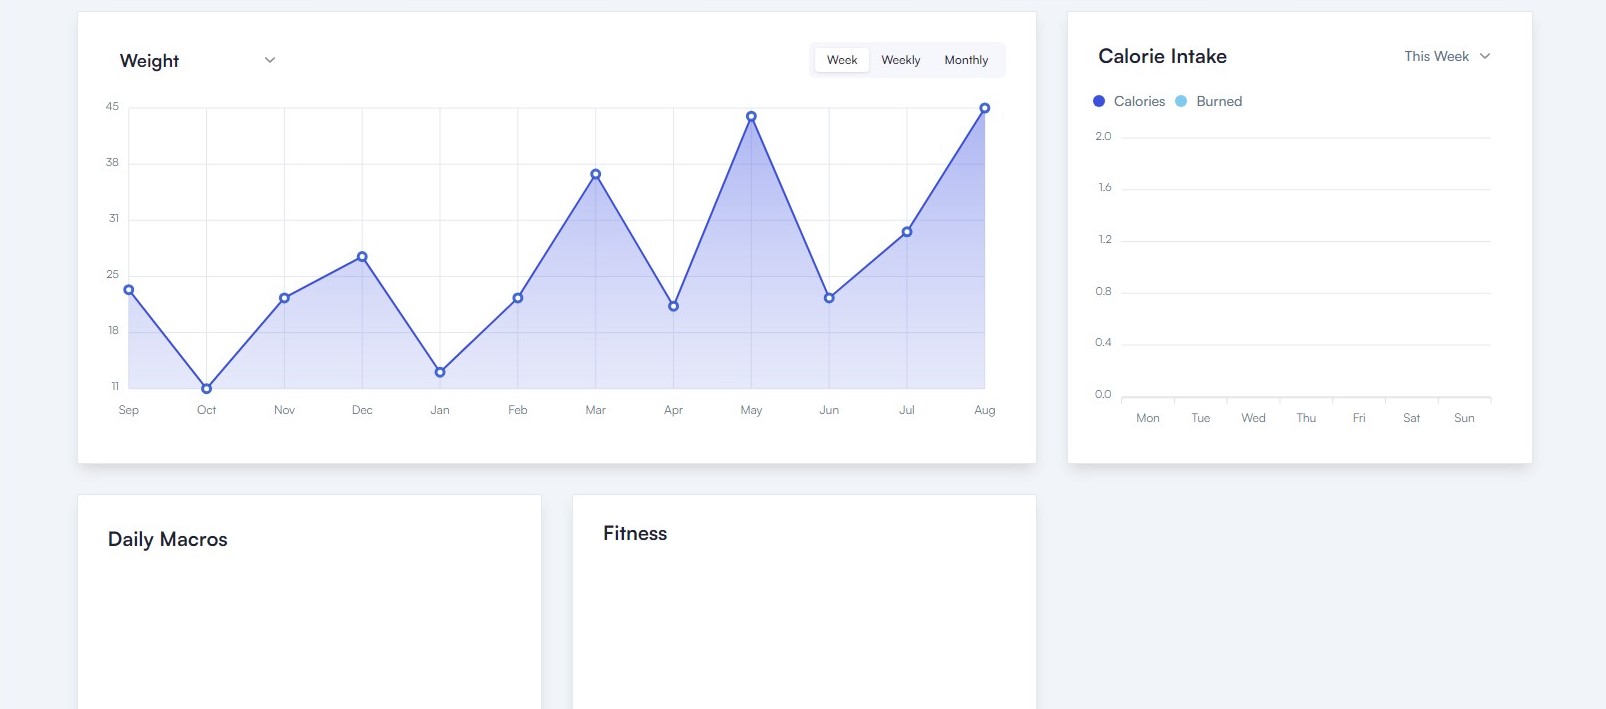 Weight
Week Weekly Monthly
45
38
31
25
18
11
Sep Oct Nov Dec Jan Feb Mar Apr May Jun Jul Aug
Calorie Intake
This Week
Calories Burned
2.0
1.6
1.2
0.8
0.4
0.0
Mon Tue Wed Thu Fri Sat Sun
Daily Macros
Fitness